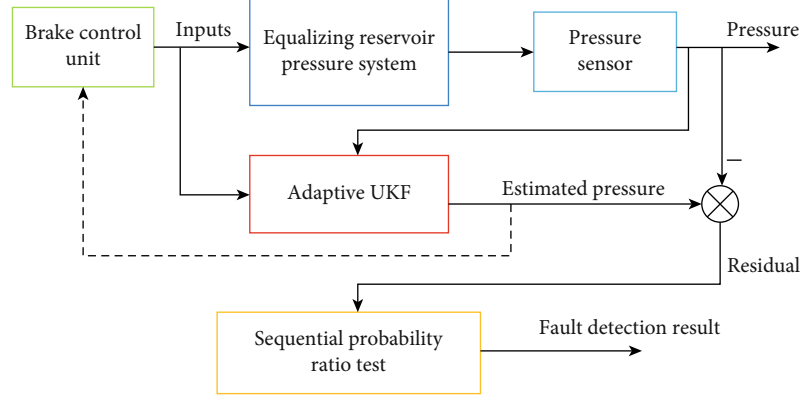 Brake control
unit
Inputs
Equalizing reservoir
pressure system
Pressure
sensor
Pressure
–
Adaptive UKF
Estimated pressure
Residual
Sequential probability
ratio test
Fault detection result